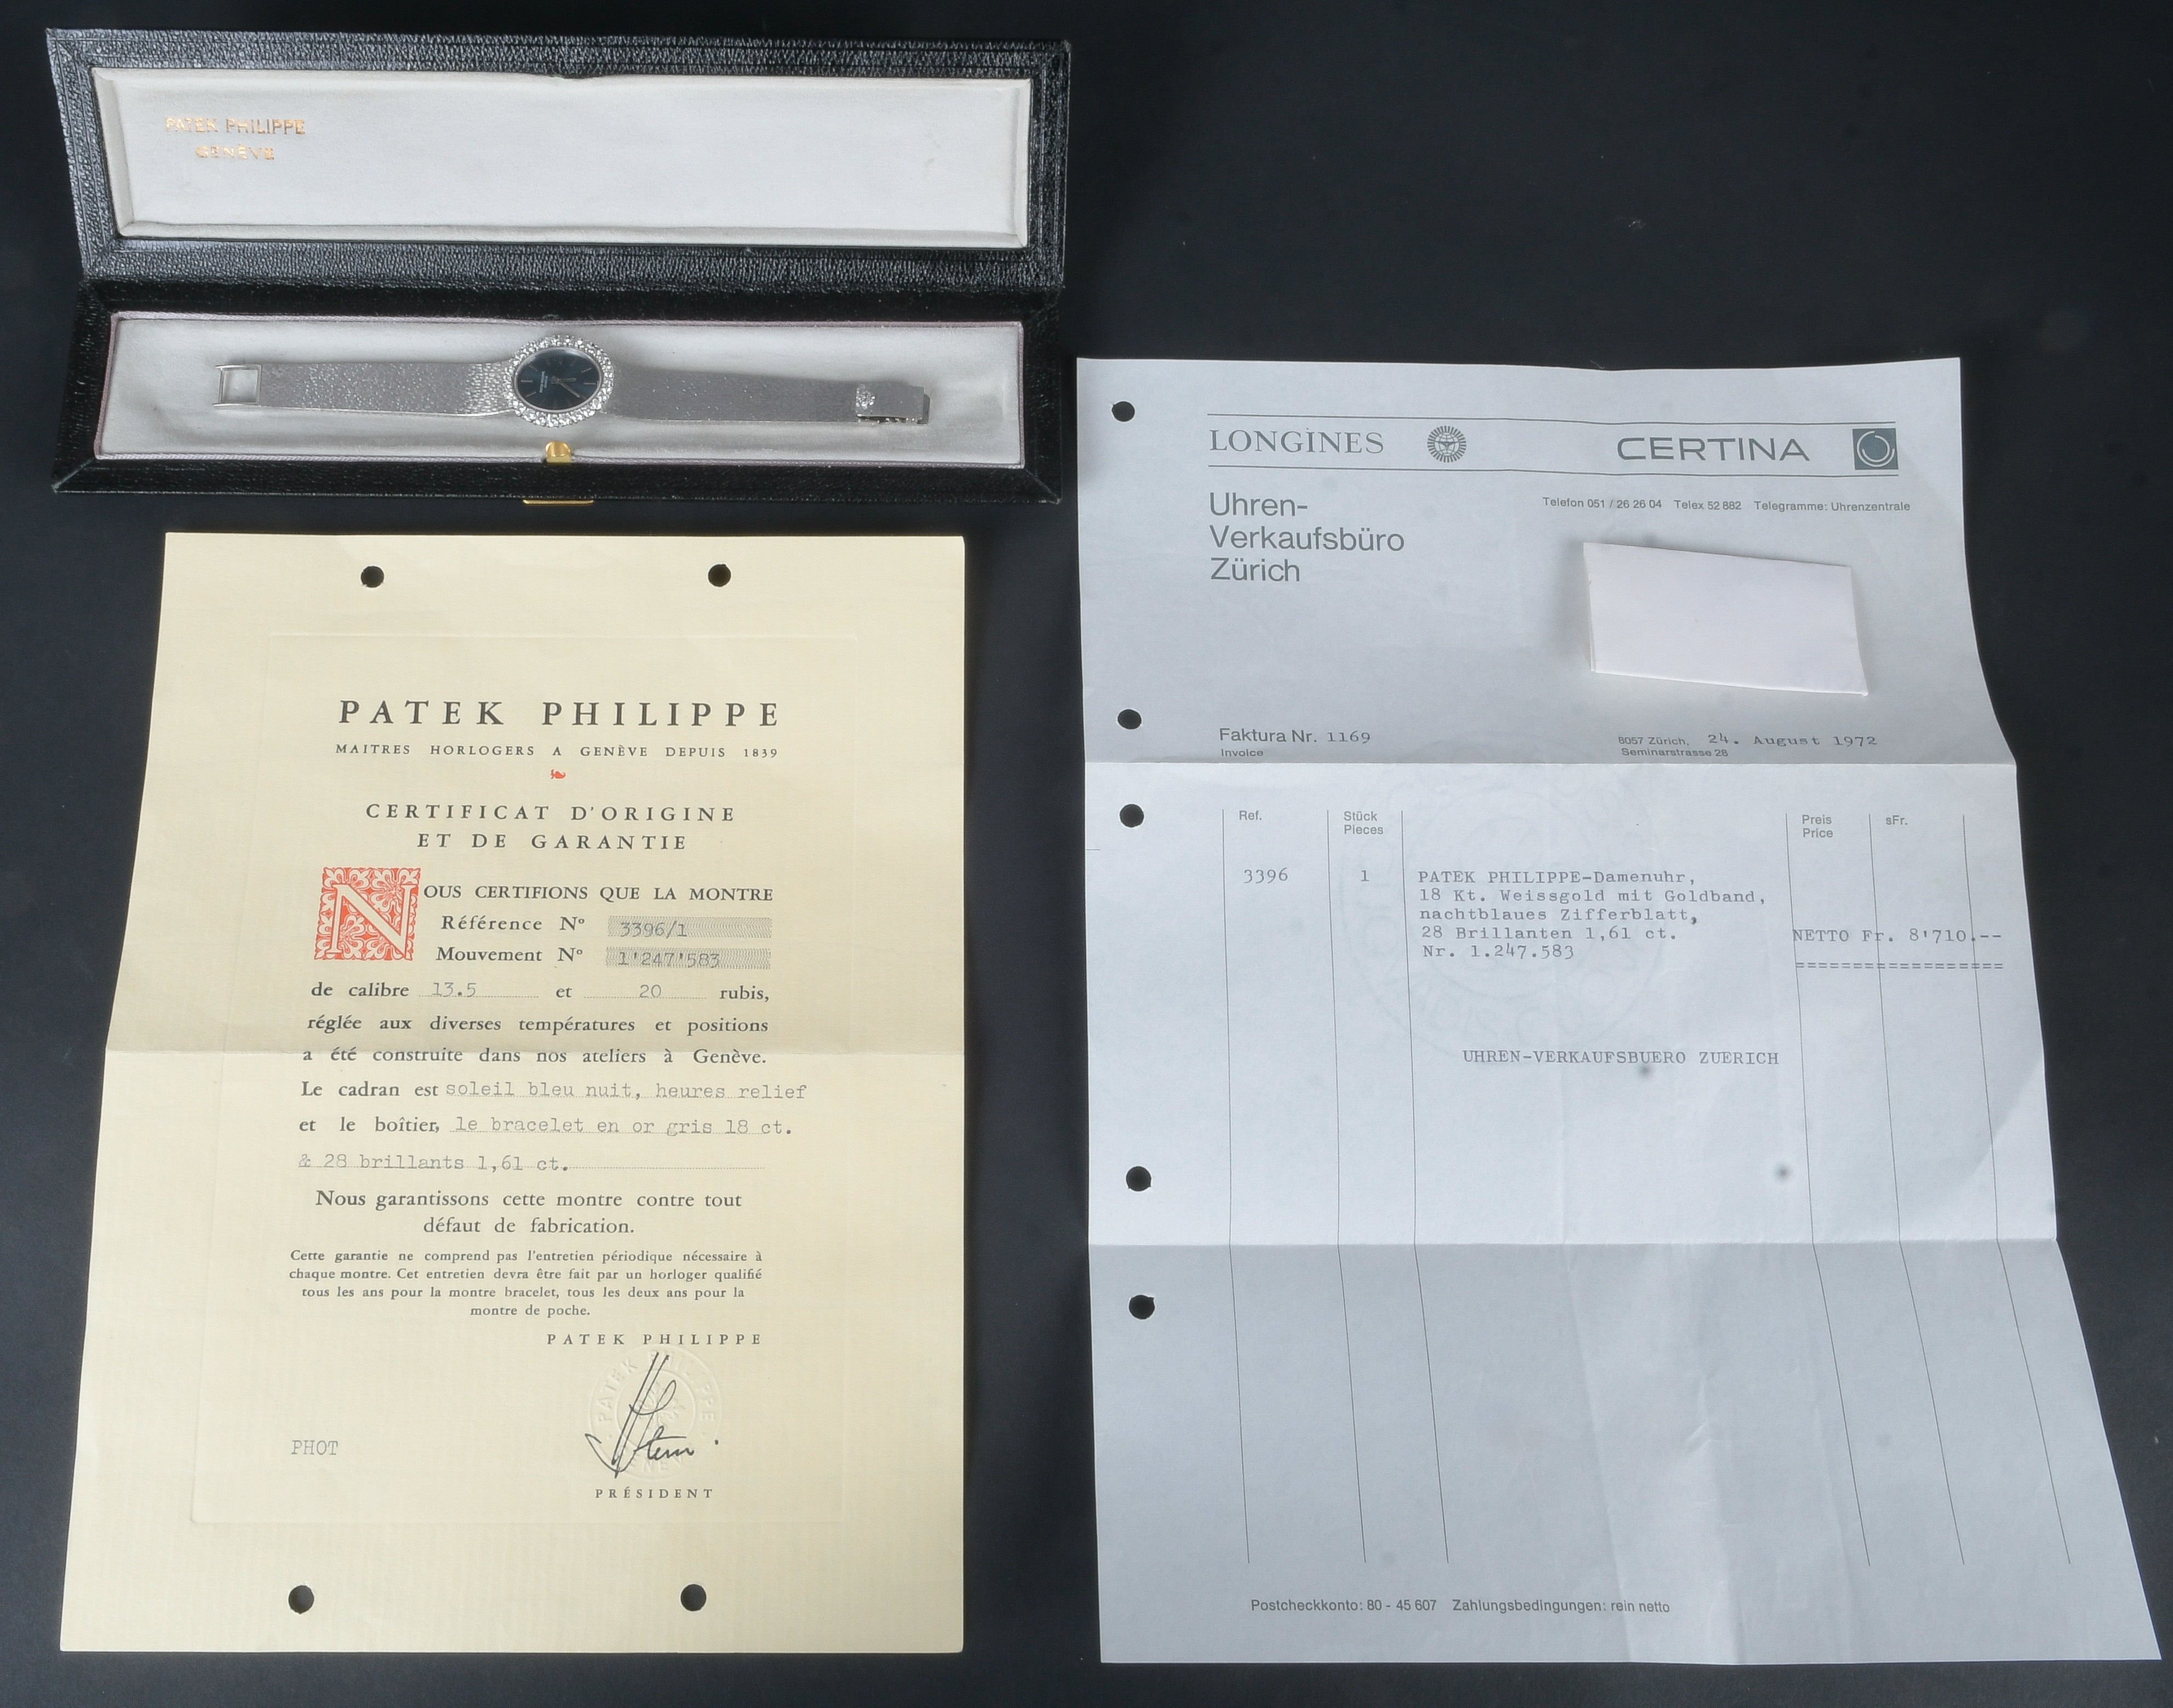 PATEK PHILIPPE
GENÈVE
PATEK PHILIPPE
MAITRES HORLOGERS A GENÈVE DEPUIS 1839
CERTIFICAT D'ORIGINE
ET DE GARANTIE
NOUS CERTIFIONS QUE LA MONTRE
Référence Nº 3396/1
Mouvement Nº 1'247'583
de calibre 13.5 et 20 rubis,
réglée aux diverses températures et positions
a été construite dans nos ateliers à Genève.
Le cadran est soleil bleu nuit, heures relief
et le boîtier, le bracelet en or gris 18 ct.
& 28 brillants 1,61 ct.
Nous garantissons cette montre contre tout
défaut de fabrication.
Cette garantie ne comprend pas l'entretien périodique nécessaire à
chaque montre. Cet entretien devra être fait par un horloger qualifié
tous les ans pour la montre bracelet, tous les deux ans pour la
montre de poche.
PATEK PHILIPPE
PATEK PHILIPPE
PHOT
PRÉSIDENT
LONGINES CERTINA
Uhren-
Verkaufsbüro
Zürich
Telefon 051 / 26 26 04 Telex 52 882 Telegramme: Uhrenzentrale
Faktura Nr. 1169
Invoice
8057 Zürich, 24. August 1972
Seminarstrasse 28
Ref. Stück Preis sFr.
Pieces Price
3396 1 PATEK PHILIPPE-Damenuhr,
18 Kt. Weissgold mit Goldband,
nachtblaues Zifferblatt,
28 Brillanten 1,61 ct. NETTO Fr. 8'710.--
Nr. 1.247.583 ===================
UHREN-VERKAUFSBUERO ZUERICH
Postcheckkonto: 80 - 45 607 Zahlungsbedingungen: rein netto